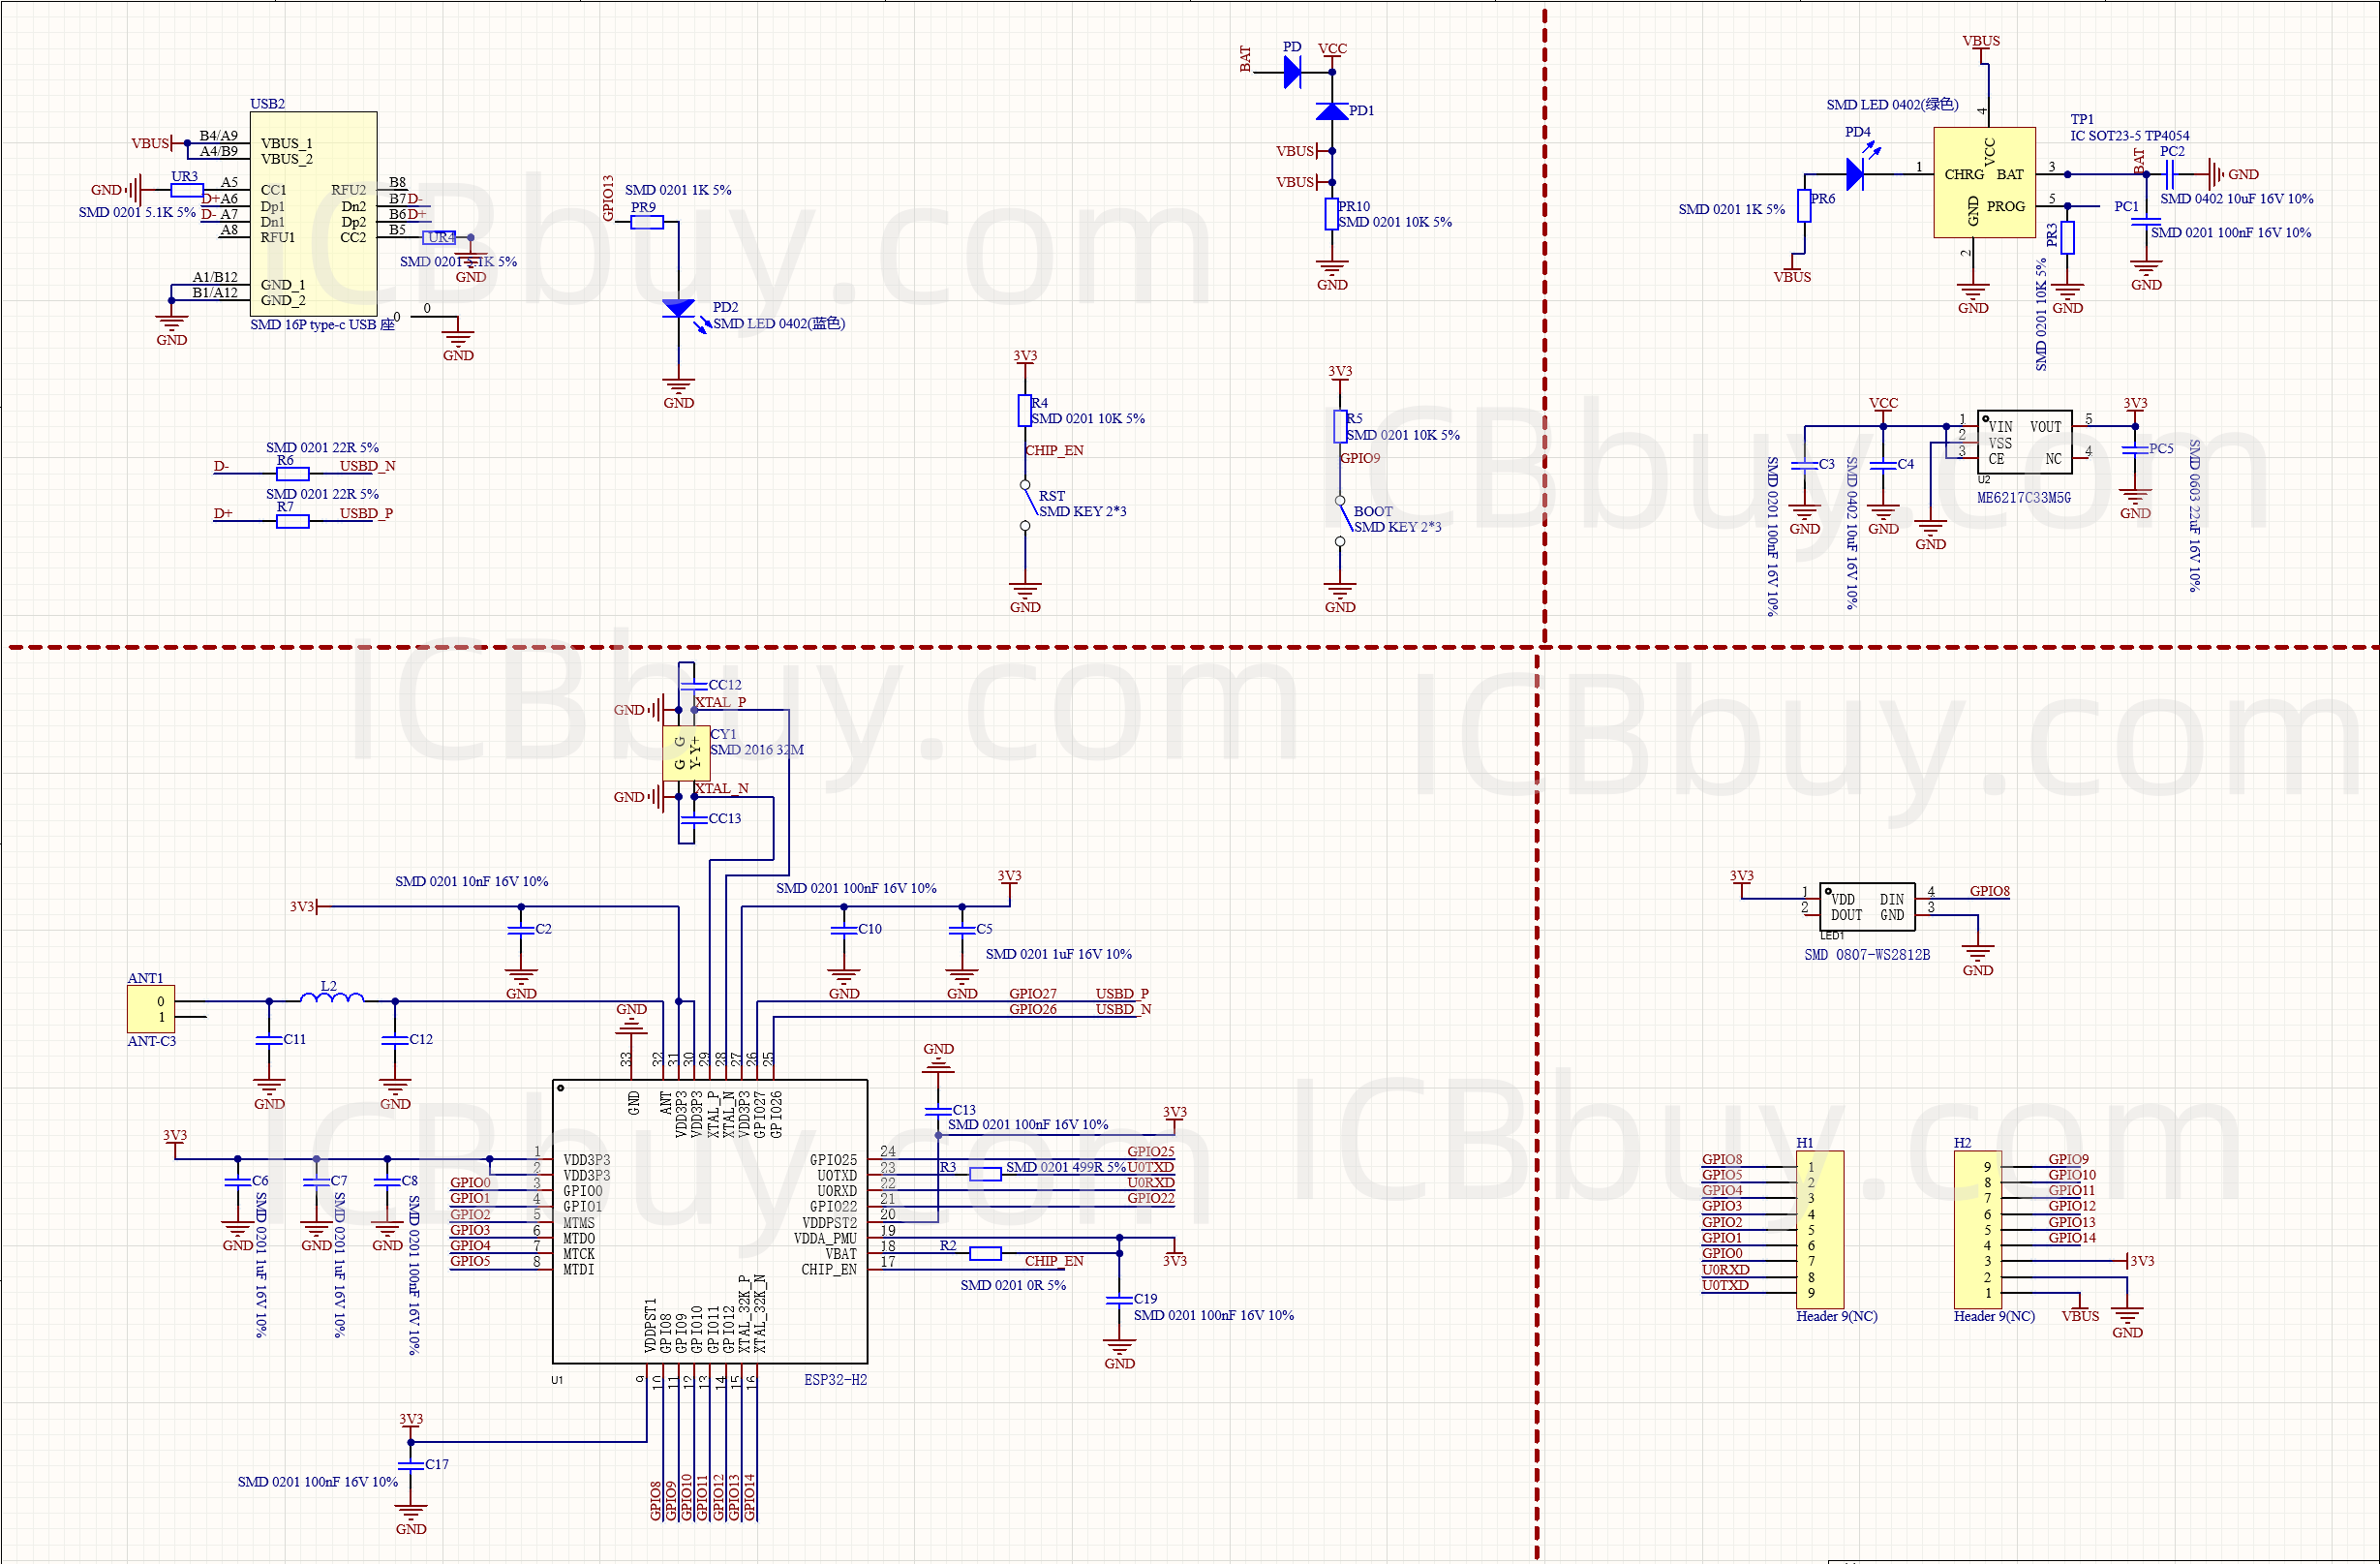 USB2
VBUS
B4/A9
A4/B9
VBUS_1
VBUS_2
UR3
GND
A5
D+ A6
D- A7
A8
SMD 0201 5.1K 5%
CC1
Dp1
Dn1
RFU1
RFU2
Dn2
Dp2
CC2
B8
B7 D-
B6 D+
B5
UR4
SMD 0201 5.1K 5%
GND
A1/B12
B1/A12
GND_1
GND_2
SMD 16P type-c USB 座
0
0
GND
GND
SMD 0201 22R 5%
D-
R6
USBD_N
SMD 0201 22R 5%
D+
R7
USBD_P
GPIO13
SMD 0201 1K 5%
PR9
PD2
SMD LED 0402(蓝色)
GND
BAT
PD
VCC
PD1
VBUS
VBUS
PR10
SMD 0201 10K 5%
GND
3V3
R4
SMD 0201 10K 5%
CHIP_EN
RST
SMD KEY 2*3
GND
3V3
R5
SMD 0201 10K 5%
GPIO9
BOOT
SMD KEY 2*3
GND
VBUS
SMD LED 0402(绿色)
PD4
4
TP1
IC SOT23-5 TP4054
1
VCC
CHRG
BAT
GND
PROG
3
5
2
BAT
PC2
GND
SMD 0402 10uF 16V 10%
SMD 0201 1K 5%
PR6
VBUS
PC1
SMD 0201 100nF 16V 10%
PR3
SMD 0201 10K 5%
GND
GND
GND
VCC
C3
SMD 0201 100nF 16V 10%
GND
C4
SMD 0402 10uF 16V 10%
GND
GND
1
2
3
VIN
VSS
CE
VOUT
NC
5
4
U2
ME6217C33M5G
3V3
PC5
SMD 0603 22uF 16V 10%
GND
CC12
GND
XTAL_P
CY1
SMD 2016 32M
G G
Y- Y+
GND
XTAL_N
CC13
SMD 0201 10nF 16V 10%
3V3
C2
GND
SMD 0201 100nF 16V 10%
3V3
C10
C5
SMD 0201 1uF 16V 10%
GND
GND
ANT1
0
1
ANT-C3
L2
C11
C12
GND
GND
GND
GPIO27
USBD_P
GPIO26
USBD_N
33
32
31
30
29
28
27
26
25
GND
ANT
VDD3P3
VDD3P3
XTAL_P
XTAL_N
VDD3P3
GPIO27
GPIO26
GND
C13
SMD 0201 100nF 16V 10%
3V3
3V3
C6
SMD 0201 1uF 16V 10%
GND
C7
SMD 0201 1uF 16V 10%
GND
C8
SMD 0201 100nF 16V 10%
GND
GPIO0
GPIO1
GPIO2
GPIO3
GPIO4
GPIO5
1
2
3
4
5
6
7
8
VDD3P3
VDD3P3
GPIO0
GPIO1
MTMS
MTDO
MTCK
MTDI
GPIO25
UOTXD
UORXD
GPIO22
VDDPST2
VDDA_PMU
VBAT
CHIP_EN
24
23
22
21
20
19
18
17
GPIO25
R3
SMD 0201 499R 5%
U0TXD
U0RXD
GPIO22
R2
SMD 0201 0R 5%
CHIP_EN
3V3
C19
SMD 0201 100nF 16V 10%
GND
VDDPST1
GPIO8
GPIO9
GPIO10
GPIO11
GPIO12
XTAL_32K_P
XTAL_32K_N
9
10
11
12
13
14
15
16
U1
ESP32-H2
3V3
C17
SMD 0201 100nF 16V 10%
GND
GPIO8
GPIO9
GPIO10
GPIO11
GPIO12
GPIO13
GPIO14
3V3
1
2
VDD
DOUT
DIN
GND
4
3
GPIO8
LED1
SMD 0807-WS2812B
GND
H1
GPIO8 1
GPIO5 2
GPIO4 3
GPIO3 4
GPIO2 5
GPIO1 6
GPIO0 7
U0RXD 8
U0TXD 9
Header 9(NC)
H2
9 GPIO9
8 GPIO10
7 GPIO11
6 GPIO12
5 GPIO13
4 GPIO14
3 3V3
2
1
Header 9(NC)
VBUS
GND
ICBbuy.com
ICBbuy.com
ICBbuy.com
ICBbuy.com
ICBbuy.com
ICBbuy.com